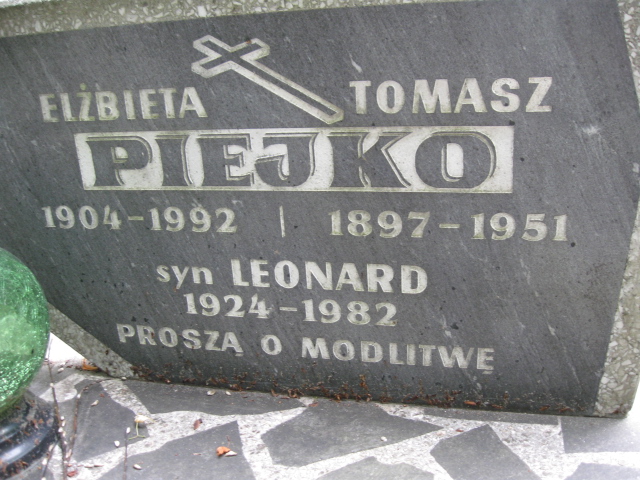 ELŻBIETA TOMASZ
PIEJKO
1904-1992 | 1897-1951
syn LEONARD
1924-1982
PROSZĄ O MODLITWĘ